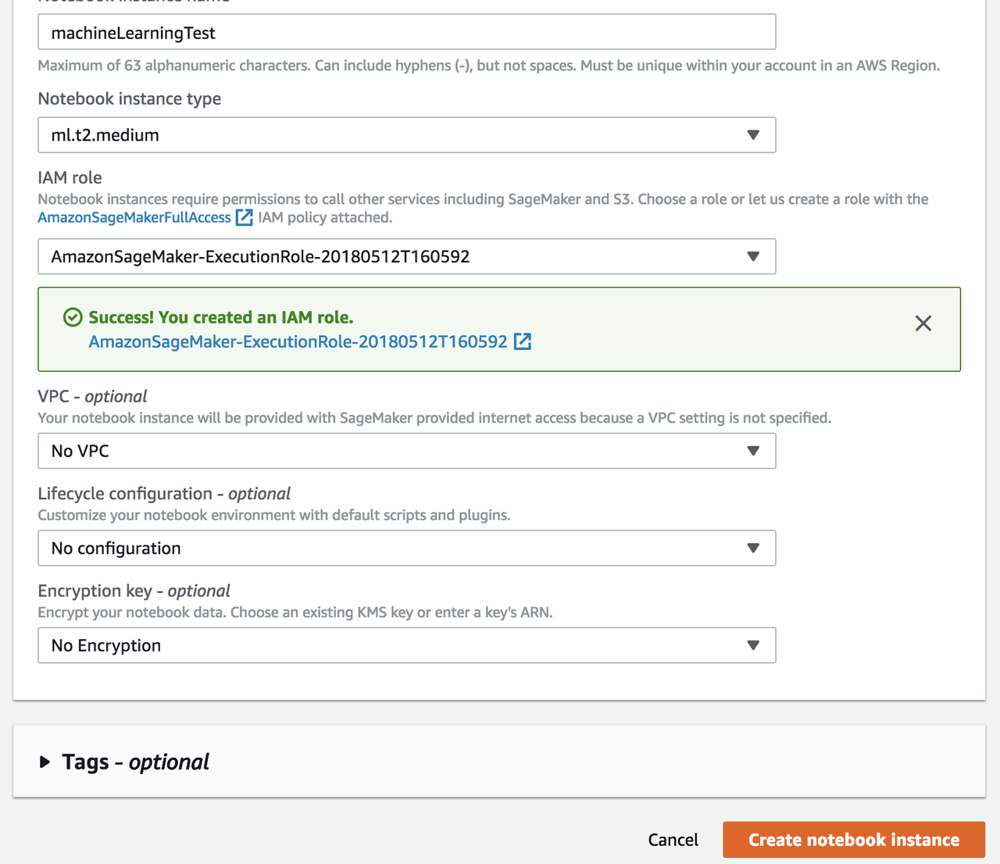 Notebook instance name
machineLearningTest
Maximum of 63 alphanumeric characters. Can include hyphens (-), but not spaces. Must be unique within your account in an AWS Region.
Notebook instance type
ml.t2.medium
IAM role
Notebook instances require permissions to call other services including SageMaker and S3. Choose a role or let us create a role with the
AmazonSageMakerFullAccess IAM policy attached.
AmazonSageMaker-ExecutionRole-20180512T160592
Success! You created an IAM role.
AmazonSageMaker-ExecutionRole-20180512T160592
VPC - optional
Your notebook instance will be provided with SageMaker provided internet access because a VPC setting is not specified.
No VPC
Lifecycle configuration - optional
Customize your notebook environment with default scripts and plugins.
No configuration
Encryption key - optional
Encrypt your notebook data. Choose an existing KMS key or enter a key's ARN.
No Encryption
Tags - optional
Cancel
Create notebook instance